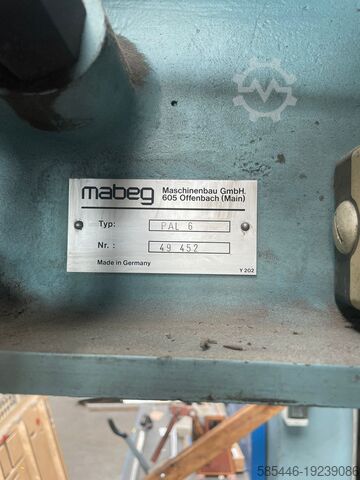 mabeg Maschinenbau GmbH.
605 Offenbach (Main)
Typ: PAL 6
Nr.: 49 452
Made in Germany
Y 202
585446-19239086